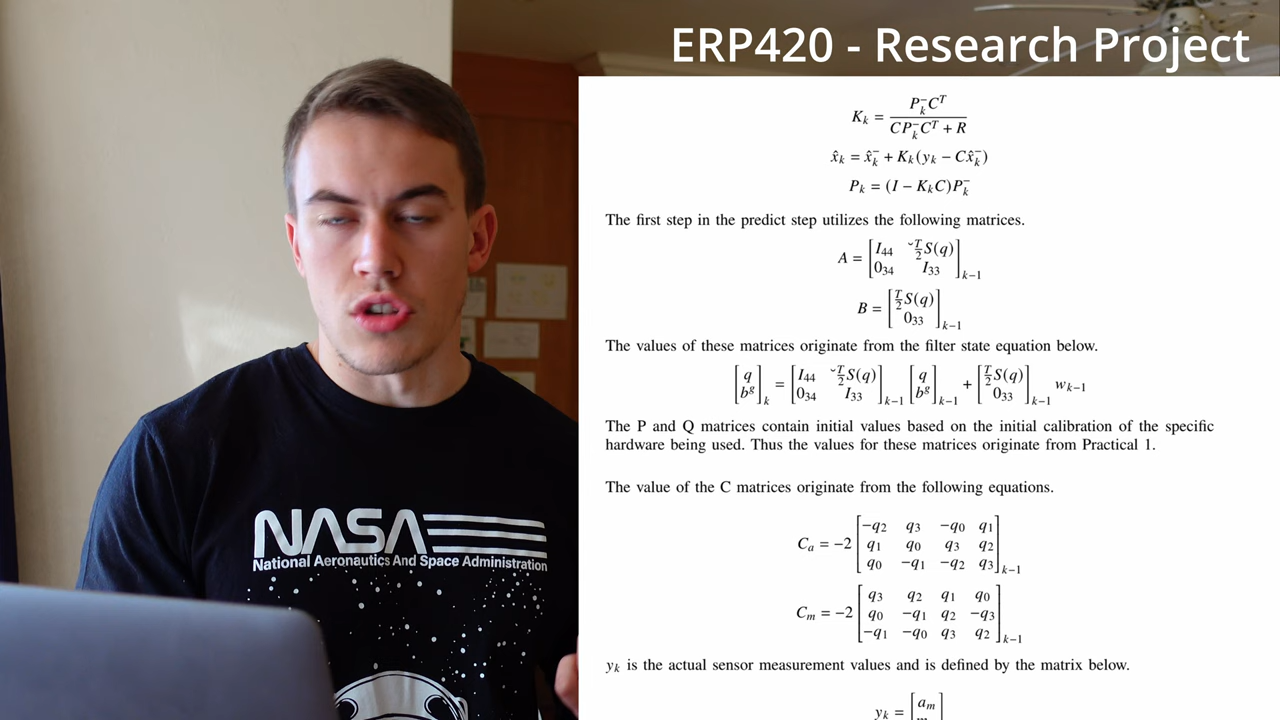 ERP420 - Research Project
K_k = P_k^- C^T / (C P_k^- C^T + R)
x̂_k = x̂_k^- + K_k(y_k − C x̂_k^-)
P_k = (I − K_k C)P_k^-
The first step in the predict step utilizes the following matrices.
A = [I_44 ˘T/2 S(q); 0_34 I_33]_{k−1}
B = [T/2 S(q); 0_33]_{k−1}
The values of these matrices originate from the filter state equation below.
[q; b^g]_k = [I_44 ˘T/2 S(q); 0_34 I_33]_{k−1} [q; b^g]_{k−1} + [T/2 S(q); 0_33]_{k−1} w_{k−1}
The P and Q matrices contain initial values based on the initial calibration of the specific
hardware being used. Thus the values for these matrices originate from Practical 1.
The value of the C matrices originate from the following equations.
C_a = −2 [−q_2 q_3 −q_0 q_1; q_1 q_0 q_3 q_2; q_0 −q_1 −q_2 q_3]_{k−1}
C_m = −2 [q_3 q_2 q_1 q_0; q_0 −q_1 q_2 −q_3; −q_1 −q_0 q_3 q_2]_{k−1}
y_k is the actual sensor measurement values and is defined by the matrix below.
y_k = [a_m
NASA
National Aeronautics And Space Administration